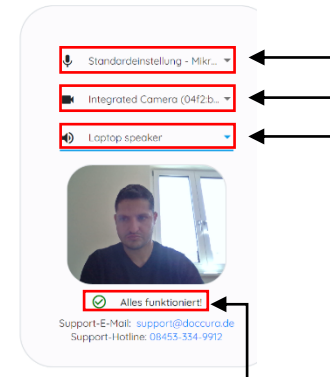 Standardeinstellung - Mikr...
Integrated Camera (04f2:b...
Laptop speaker
Alles funktioniert!
Support-E-Mail: support@doccura.de
Support-Hotline: 08453-334-9912